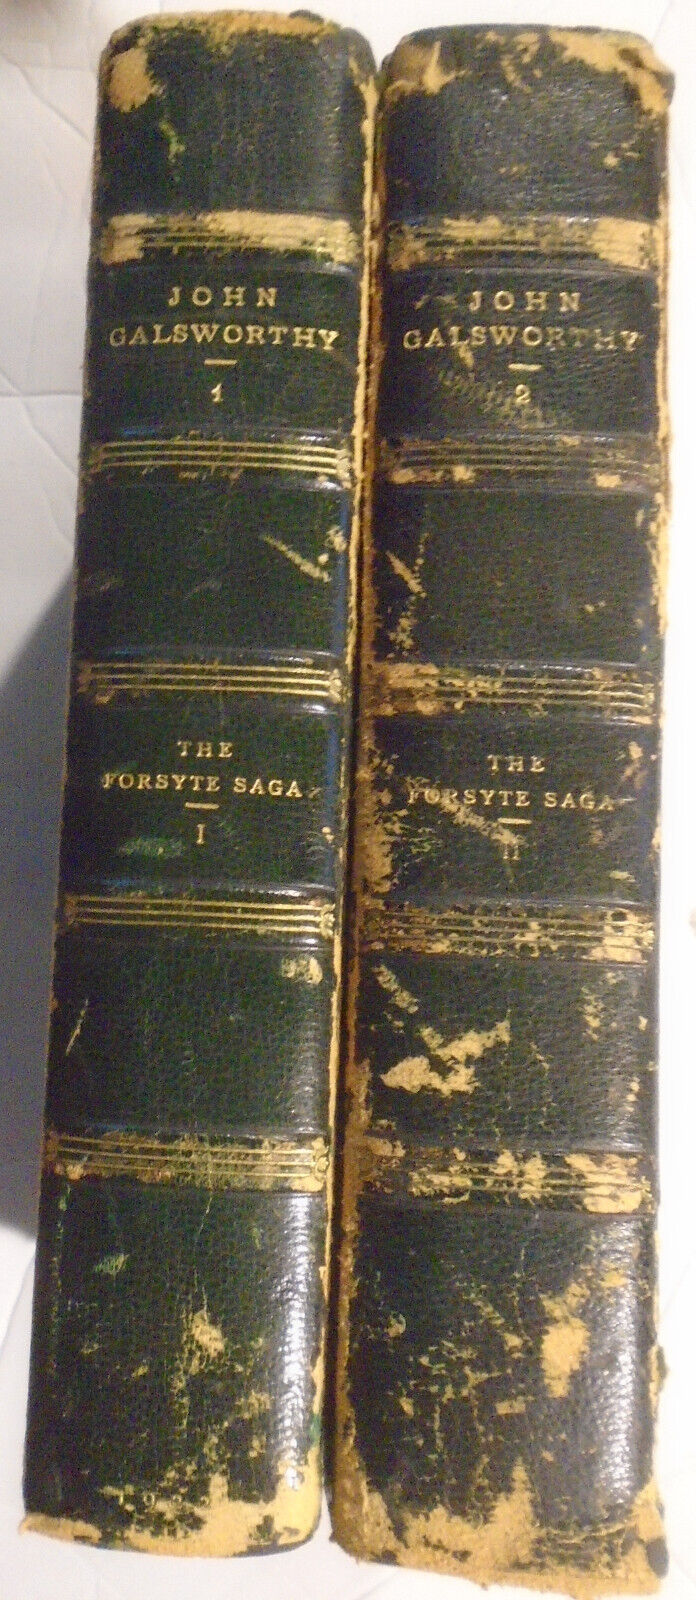 JOHN
GALSWORTHY
1
THE
FORSYTE SAGA
I
JOHN
GALSWORTHY
2
THE
FORSYTE SAGA
II